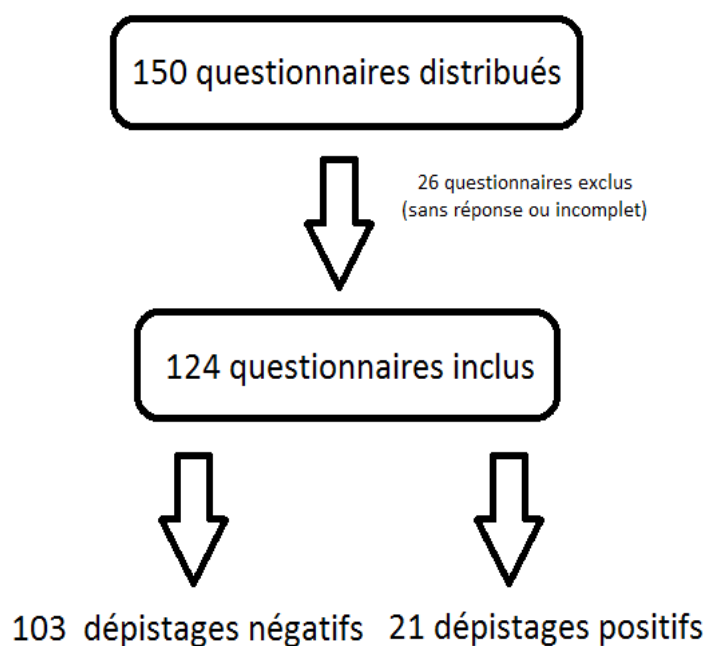 150 questionnaires distribués
26 questionnaires exclus
(sans réponse ou incomplet)
124 questionnaires inclus
103 dépistages négatifs
21 dépistages positifs